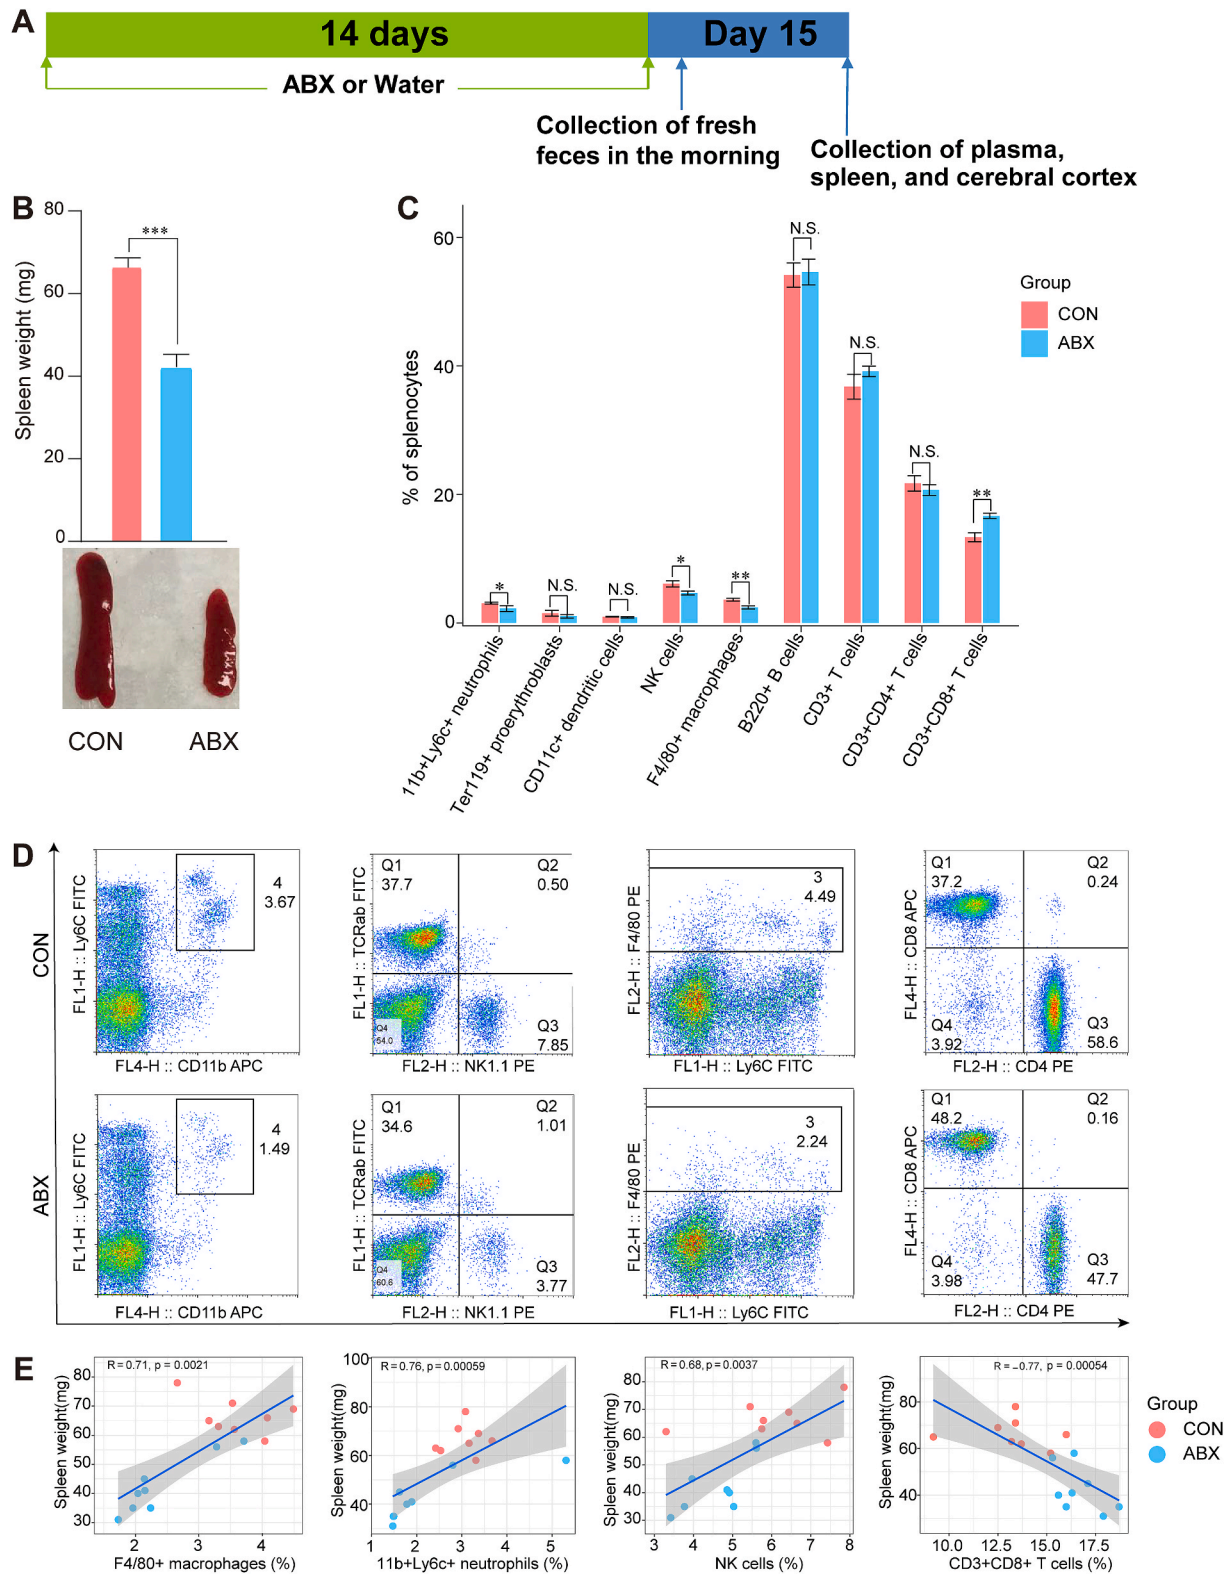 A
14 days
Day 15
ABX or Water
Collection of fresh
feces in the morning
Collection of plasma,
spleen, and cerebral cortex
B
80
60
40
20
0
Spleen weight (mg)
***
CON
ABX
C
60
40
20
0
% of splenocytes
*
N.S.
N.S.
*
**
N.S.
N.S.
N.S.
**
11b+Ly6c+ neutrophils
Ter119+ proerythroblasts
CD11c+ dendritic cells
NK cells
F4/80+ macrophages
B220+ B cells
CD3+ T cells
CD3+CD4+ T cells
CD3+CD8+ T cells
Group
CON
ABX
D
CON
FL1-H :: Ly6C FITC
4
3.67
FL4-H :: CD11b APC
FL1-H :: TCRab FITC
Q1
37.7
Q2
0.50
Q4
54.0
Q3
7.85
FL2-H :: NK1.1 PE
FL2-H :: F4/80 PE
3
4.49
FL1-H :: Ly6C FITC
FL4-H :: CD8 APC
Q1
37.2
Q2
0.24
Q4
3.92
Q3
58.6
FL2-H :: CD4 PE
ABX
FL1-H :: Ly6C FITC
4
1.49
FL4-H :: CD11b APC
FL1-H :: TCRab FITC
Q1
34.6
Q2
1.01
Q4
60.6
Q3
3.77
FL2-H :: NK1.1 PE
FL2-H :: F4/80 PE
3
2.24
FL1-H :: Ly6C FITC
FL4-H :: CD8 APC
Q1
48.2
Q2
0.16
Q4
3.98
Q3
47.7
FL2-H :: CD4 PE
E
R = 0.71, p = 0.0021
Spleen weight(mg)
80
70
60
50
40
30
2
3
4
F4/80+ macrophages (%)
R = 0.76, p = 0.00059
Spleen weight(mg)
100
80
60
40
1
2
3
4
5
11b+Ly6c+ neutrophils (%)
R = 0.68, p = 0.0037
Spleen weight(mg)
80
70
60
50
40
30
3
4
5
6
7
8
NK cells (%)
R = −0.77, p = 0.00054
Spleen weight(mg)
80
60
40
10.0
12.5
15.0
17.5
CD3+CD8+ T cells (%)
Group
CON
ABX